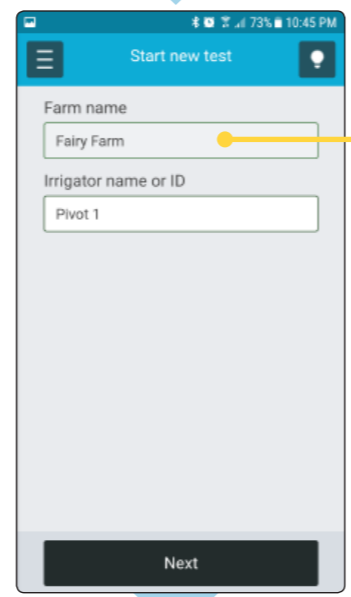 73% 10:45 PM
Start new test
Farm name
Fairy Farm
Irrigator name or ID
Pivot 1
Next